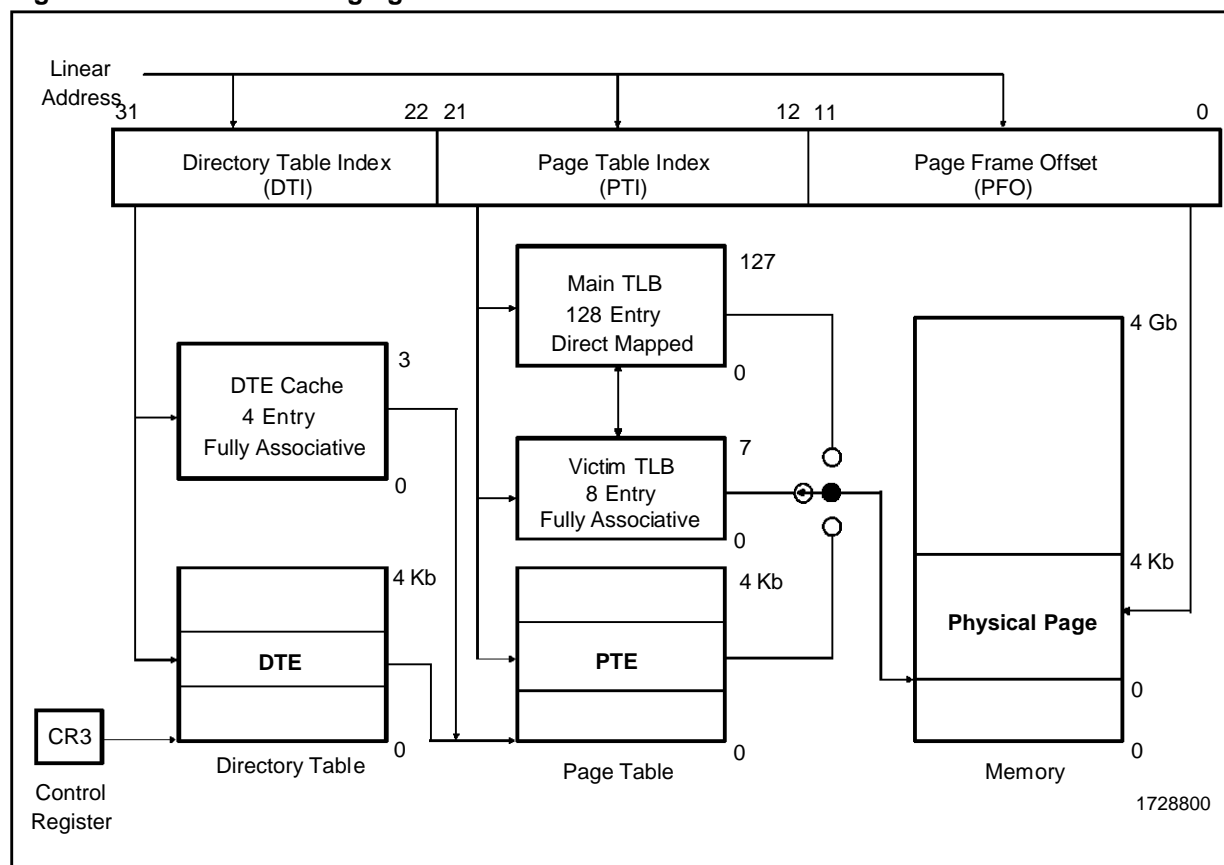 Linear
Address
31
22
21
12
11
0
Directory Table Index
(DTI)
Page Table Index
(PTI)
Page Frame Offset
(PFO)
Main TLB
128 Entry
Direct Mapped
127
0
DTE Cache
4 Entry
Fully Associative
3
0
Victim TLB
8 Entry
Fully Associative
7
0
4 Gb
4 Kb
DTE
4 Kb
PTE
4 Kb
Physical Page
0
0
CR3
0
0
Directory Table
Page Table
Memory
Control
Register
1728800